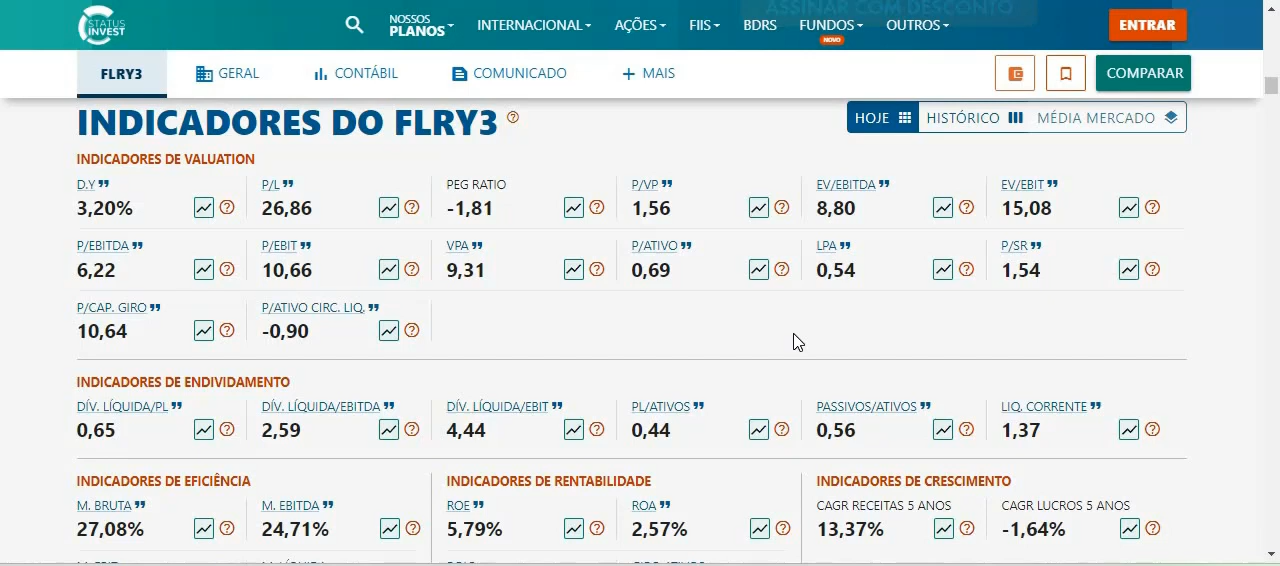 ASSINAR COM DESCONTO
STATUS INVEST
NOSSOS PLANOS INTERNACIONAL AÇÕES FIIS BDRS FUNDOS OUTROS ENTRAR
NOVO
FLRY3 GERAL CONTÁBIL COMUNICADO + MAIS COMPARAR
INDICADORES DO FLRY3 HOJE HISTÓRICO MÉDIA MERCADO
INDICADORES DE VALUATION
D.Y P/L PEG RATIO P/VP EV/EBITDA EV/EBIT
3,20% 26,86 -1,81 1,56 8,80 15,08
P/EBITDA P/EBIT VPA P/ATIVO LPA P/SR
6,22 10,66 9,31 0,69 0,54 1,54
P/CAP. GIRO P/ATIVO CIRC. LIQ.
10,64 -0,90
INDICADORES DE ENDIVIDAMENTO
DÍV. LÍQUIDA/PL DÍV. LÍQUIDA/EBITDA DÍV. LÍQUIDA/EBIT PL/ATIVOS PASSIVOS/ATIVOS LIQ. CORRENTE
0,65 2,59 4,44 0,44 0,56 1,37
INDICADORES DE EFICIÊNCIA INDICADORES DE RENTABILIDADE INDICADORES DE CRESCIMENTO
M. BRUTA M. EBITDA ROE ROA CAGR RECEITAS 5 ANOS CAGR LUCROS 5 ANOS
27,08% 24,71% 5,79% 2,57% 13,37% -1,64%